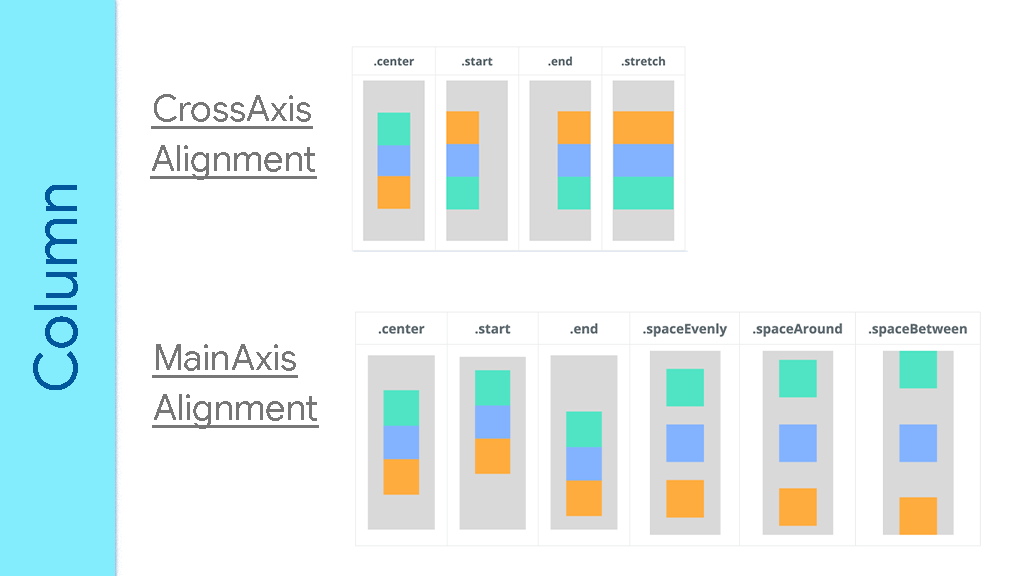 Column
CrossAxis
Alignment
.center .start .end .stretch
MainAxis
Alignment
.center .start .end .spaceEvenly .spaceAround .spaceBetween